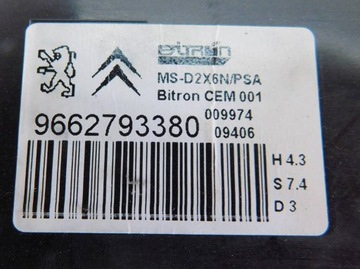 BITRON
MS-D2X6N/PSA
Bitron CEM 001
009974
9662793380
09406
H 4.3
S 7.4
D 3